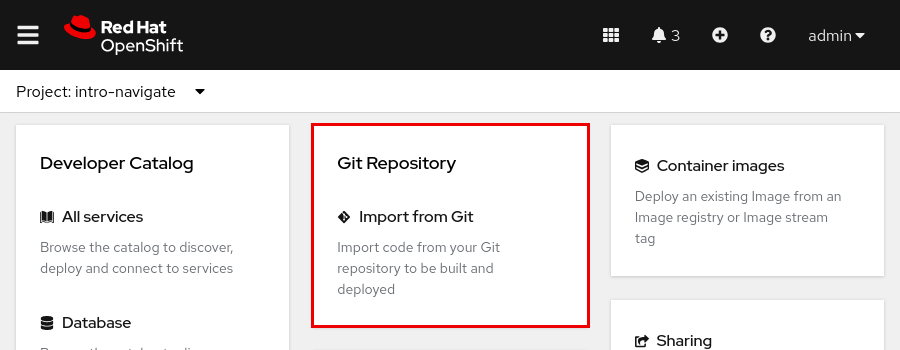 Red Hat
OpenShift
3
admin
Project: intro-navigate
Developer Catalog
All services
Browse the catalog to discover,
deploy and connect to services
Database
Git Repository
Import from Git
Import code from your Git
repository to be built and
deployed
Container images
Deploy an existing Image from an
Image registry or Image stream
tag
Sharing